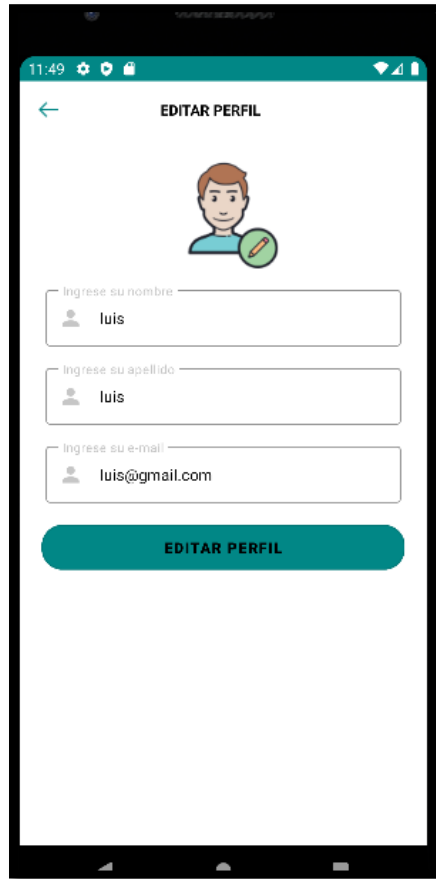 11:49
EDITAR PERFIL
Ingrese su nombre
luis
Ingrese su apellido
luis
Ingrese su e-mail
luis@gmail.com
EDITAR PERFIL